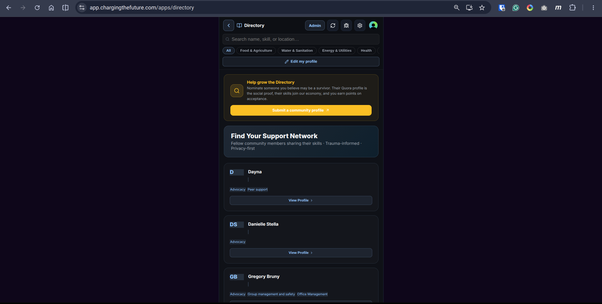 app.chargingthefuture.com/apps/directory
Directory
Admin
Search name, skill, or location...
All
Food & Agriculture
Water & Sanitation
Energy & Utilities
Health
Edit my profile
Help grow the Directory
Nominate someone you believe may be a survivor. Their Quora profile is
the social proof, their skills join our economy, and you earn points on
acceptance.
Submit a community profile
Find Your Support Network
Fellow community members sharing their skills · Trauma-informed ·
Privacy-first
D
Dayna
Advocacy Peer support
View Profile
DS
Danielle Stella
Advocacy
View Profile
GB
Gregory Bruny
Advocacy Group management and safety Office Management